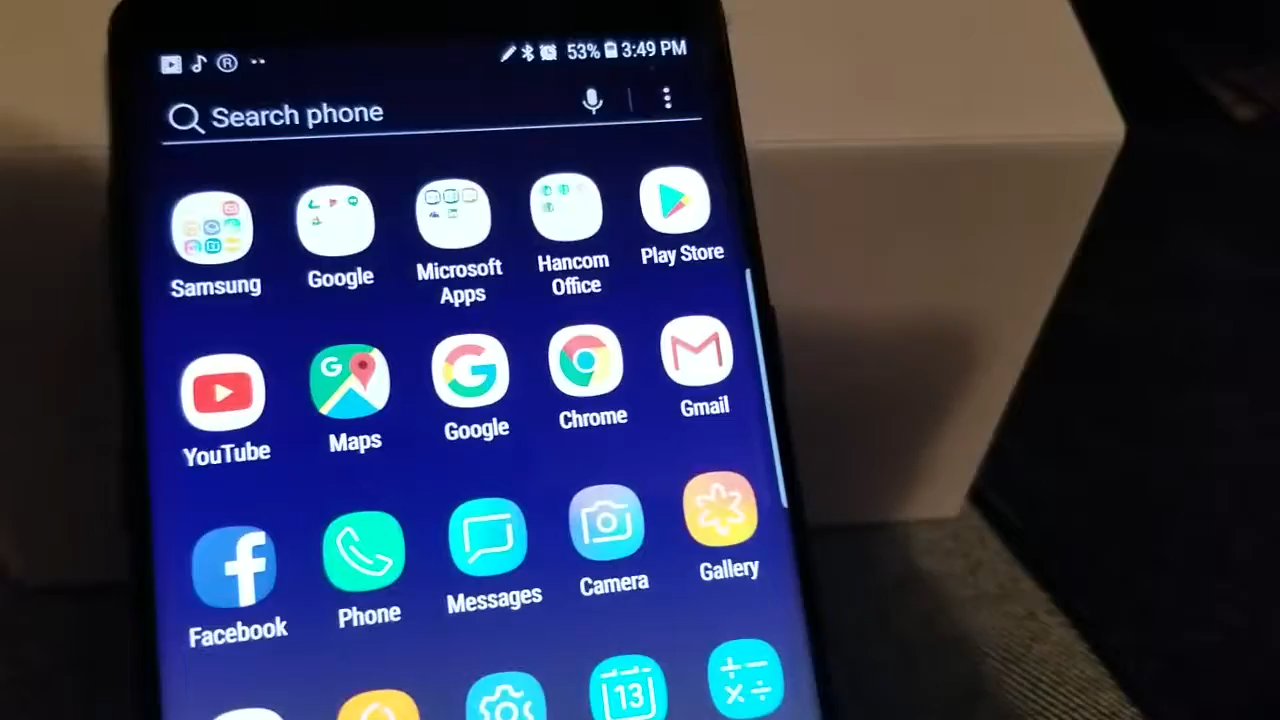 53% 3:49 PM
Search phone
Samsung
Google
Microsoft
Apps
Hancom
Office
Play Store
YouTube
Maps
Google
Chrome
Gmail
Facebook
Phone
Messages
Camera
Gallery
13